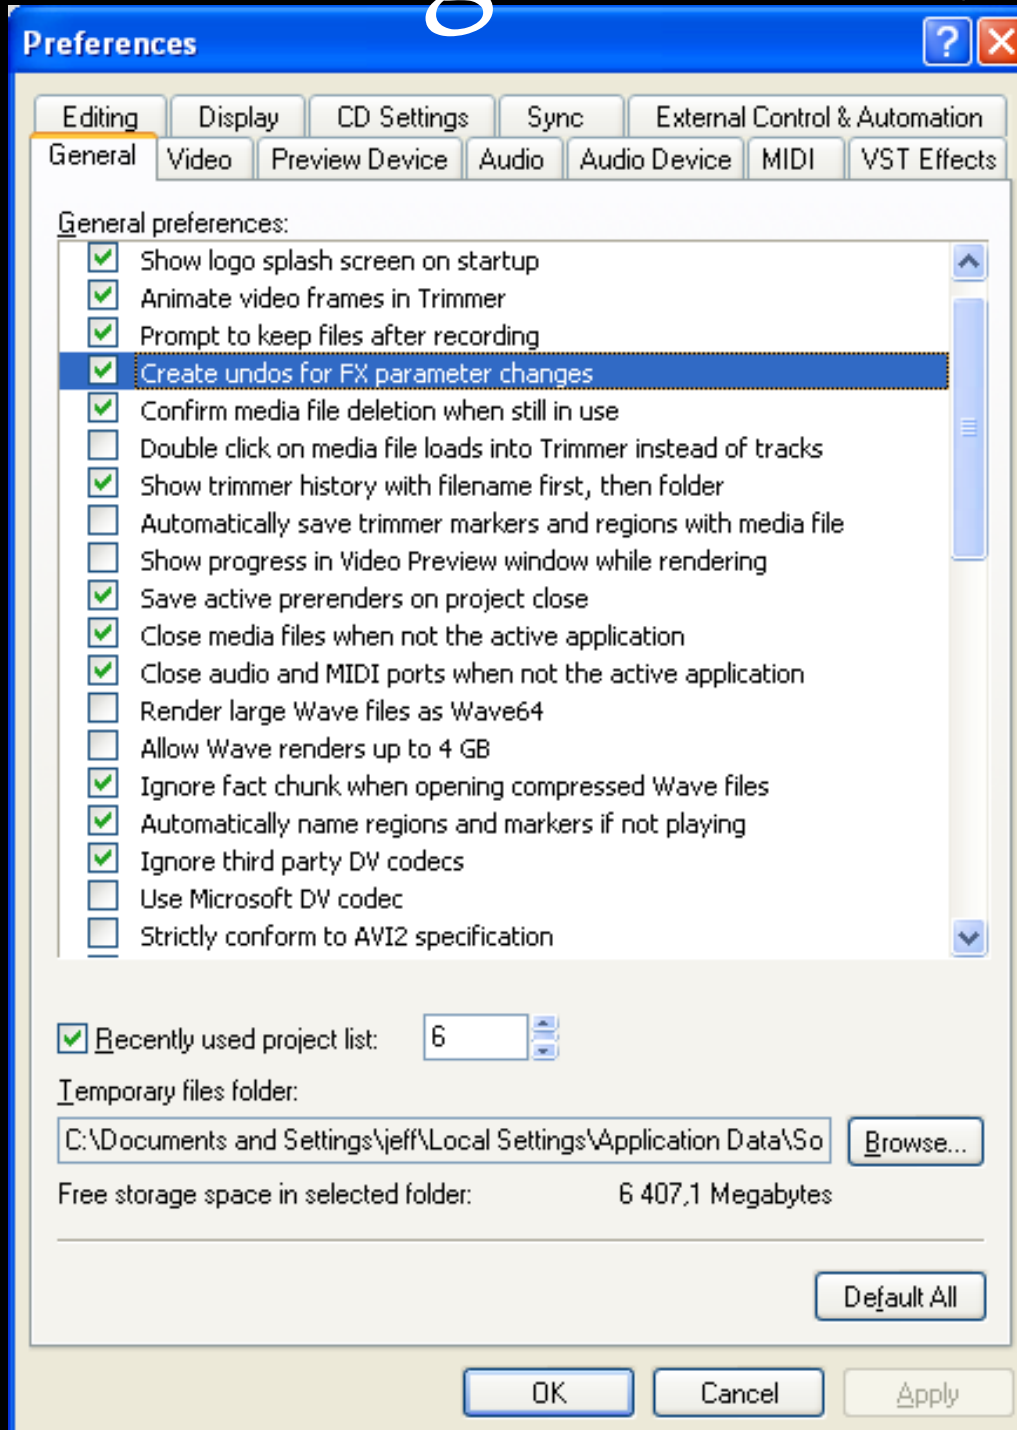 Preferences
Editing Display CD Settings Sync External Control & Automation
General Video Preview Device Audio Audio Device MIDI VST Effects
General preferences:
Show logo splash screen on startup
Animate video frames in Trimmer
Prompt to keep files after recording
Create undos for FX parameter changes
Confirm media file deletion when still in use
Double click on media file loads into Trimmer instead of tracks
Show trimmer history with filename first, then folder
Automatically save trimmer markers and regions with media file
Show progress in Video Preview window while rendering
Save active prerenders on project close
Close media files when not the active application
Close audio and MIDI ports when not the active application
Render large Wave files as Wave64
Allow Wave renders up to 4 GB
Ignore fact chunk when opening compressed Wave files
Automatically name regions and markers if not playing
Ignore third party DV codecs
Use Microsoft DV codec
Strictly conform to AVI2 specification
Recently used project list: 6
Temporary files folder:
C:\Documents and Settings\jeff\Local Settings\Application Data\So Browse...
Free storage space in selected folder: 6 407,1 Megabytes
Default All
OK Cancel Apply